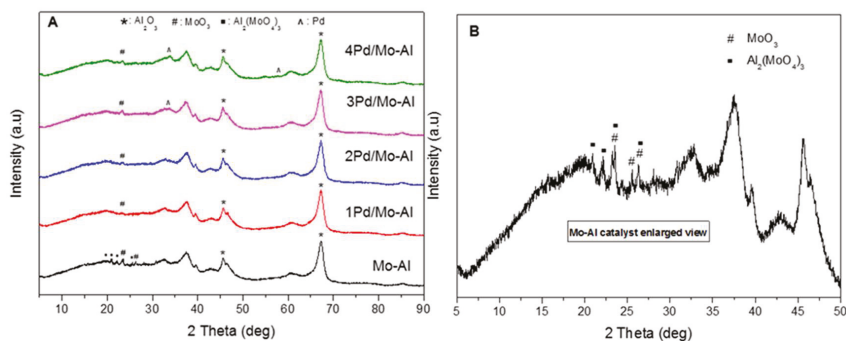 A
*: Al2O3 #: MoO3 ■: Al2(MoO4)3 ʌ: Pd
4Pd/Mo-Al
3Pd/Mo-Al
2Pd/Mo-Al
1Pd/Mo-Al
Mo-Al
Intensity (a.u)
10 20 30 40 50 60 70 80 90
2 Theta (deg)
B
# MoO3
■ Al2(MoO4)3
Mo-Al catalyst enlarged view
Intensity (a.u)
5 10 15 20 25 30 35 40 45 50
2 Theta (deg)